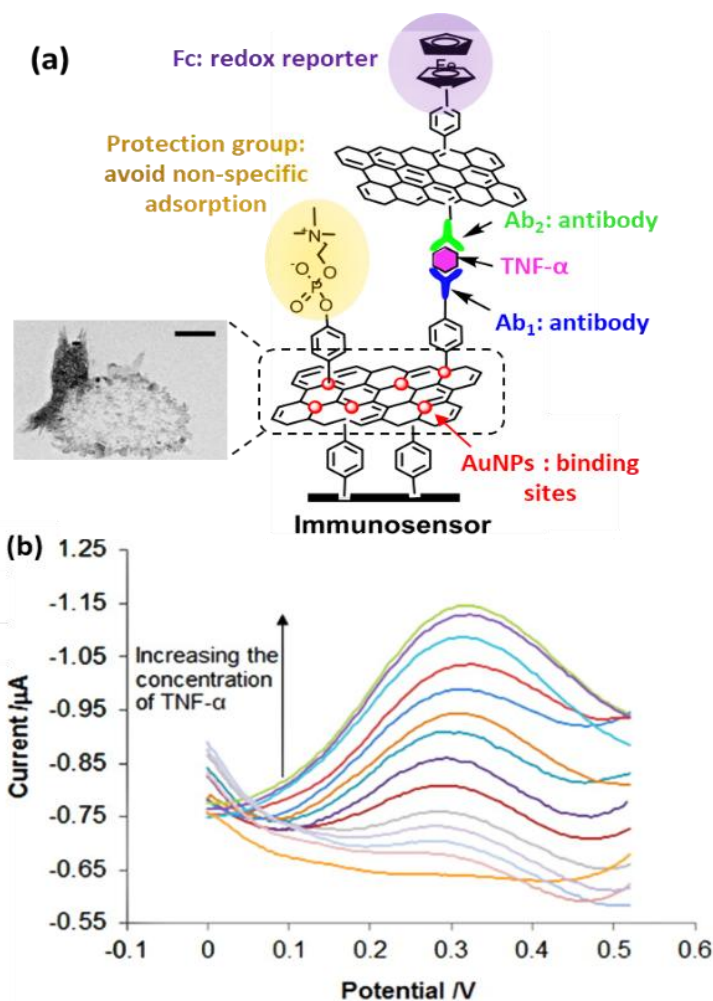 (a)
Fc: redox reporter
Fe
Protection group:
avoid non-specific
adsorption
N
+
O
-O
P
O
O
Ab2: antibody
TNF-α
Ab1: antibody
AuNPs : binding
sites
Immunosensor
(b)
1.25
-1.15
-1.05
-0.95
-0.85
-0.75
-0.65
-0.55
Current /µA
Increasing the
concentration
of TNF-α
-0.1
0
0.1
0.2
0.3
0.4
0.5
0.6
Potential /V